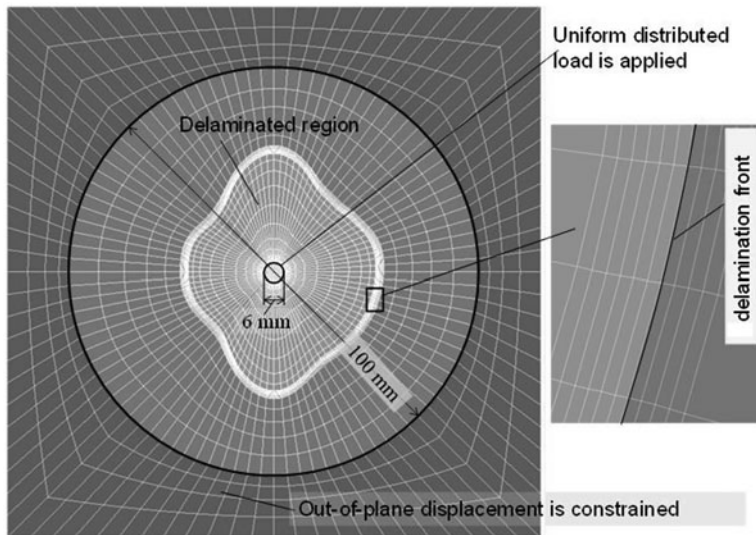 Uniform distributed
load is applied
Delaminated region
delamination front
6 mm
100 mm
Out-of-plane displacement is constrained